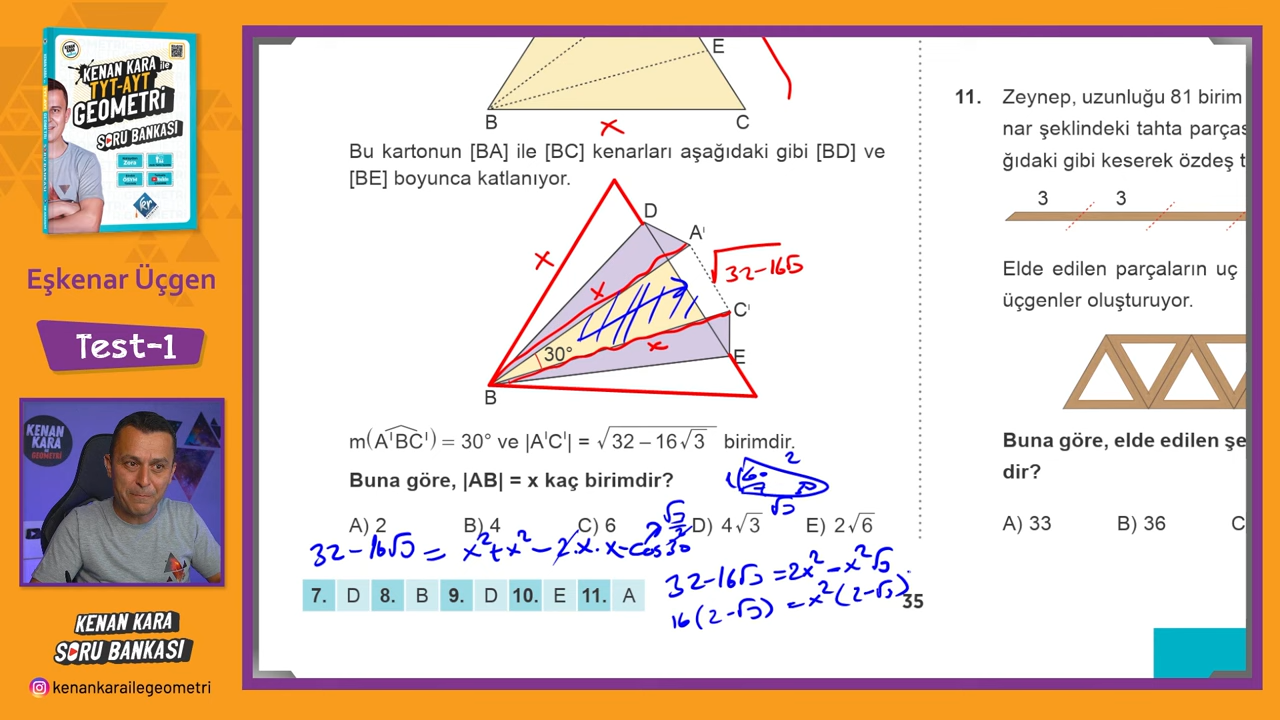 KENAN KARA ile
TYT-AYT
GEOMETRİ
SORU BANKASI
Eşkenar Üçgen
Test-1
KENAN
KARA
KENAN KARA
SORU BANKASI
kenankarailegeometri
E
B
C
x
Bu kartonun [BA] ile [BC] kenarları aşağıdaki gibi [BD] ve
[BE] boyunca katlanıyor.
D
A'
x
√32-16√3
x
C'
x
30°
E
B
m(A'BC') = 30° ve |A'C'| = √32 – 16√3 birimdir.
Buna göre, |AB| = x kaç birimdir?
2
1
√3
A) 2 B) 4 C) 6 D) 4√3 E) 2√6
√3/2
32-16√3 = x²+x²-2.x.x-cos30
32-16√3 = 2x²-x²√3
16(2-√3) = x²(2-√3)
7. D 8. B 9. D 10. E 11. A
35
11. Zeynep, uzunluğu 81 birim
nar şeklindeki tahta parças
ğıdaki gibi keserek özdeş t
3 3
Elde edilen parçaların uç
üçgenler oluşturuyor.
Buna göre, elde edilen şe
dir?
A) 33 B) 36 C